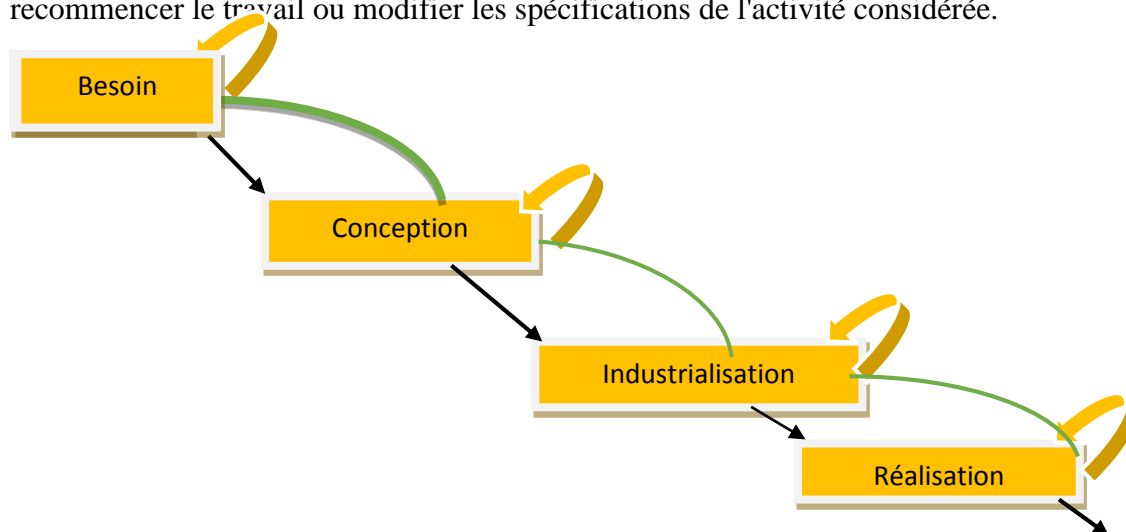 recommencer le travail ou modifier les spécifications de l'activité considérée.
Besoin
Conception
Industrialisation
Réalisation